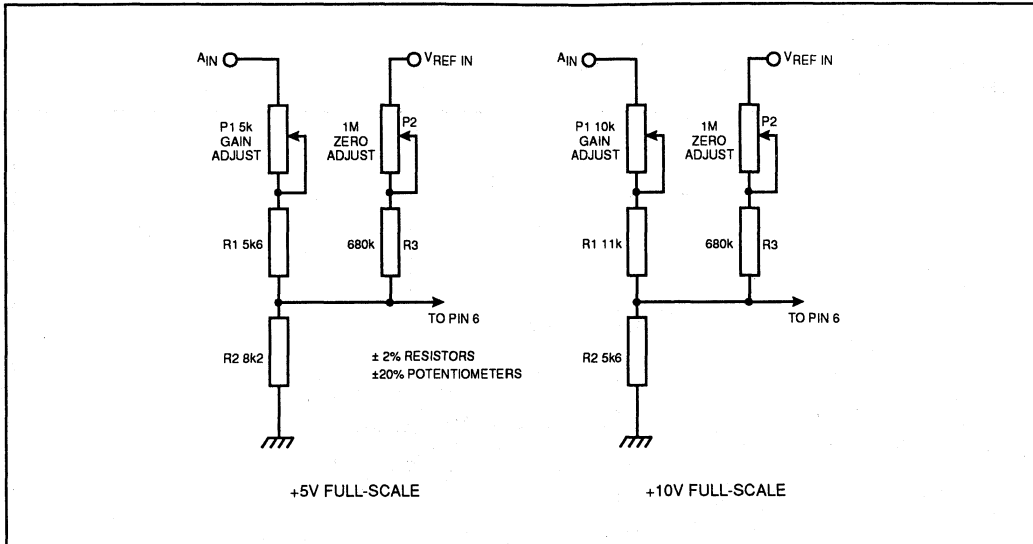 AIN
VREF IN
P1 5k
GAIN
ADJUST
1M
ZERO
ADJUST
P2
R1 5k6
680k
R3
TO PIN 6
R2 8k2
± 2% RESISTORS
±20% POTENTIOMETERS
+5V FULL-SCALE
AIN
VREF IN
P1 10k
GAIN
ADJUST
1M
ZERO
ADJUST
P2
R1 11k
680k
R3
TO PIN 6
R2 5k6
+10V FULL-SCALE